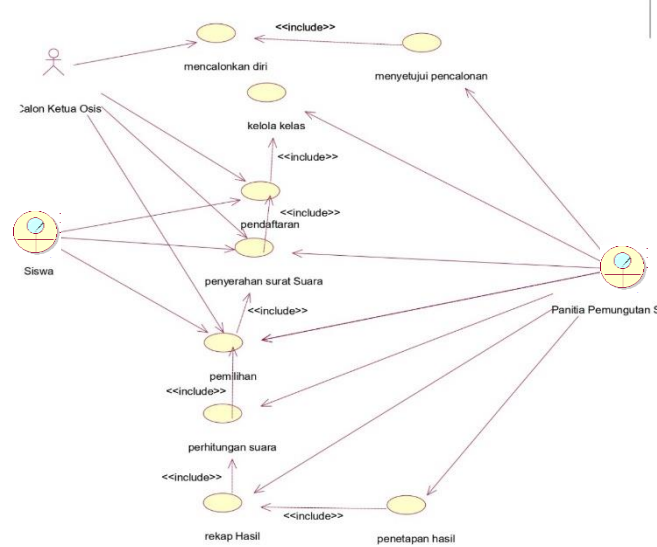 <<include>>
mencalonkan diri
menyetujui pencalonan
Calon Ketua Osis
kelola kelas
<<include>>
<<include>>
pendaftaran
Siswa
penyerahan surat Suara
<<include>>
Panitia Pemungutan S
pemilihan
<<include>>
perhitungan suara
<<include>>
<<include>>
rekap Hasil
penetapan hasil